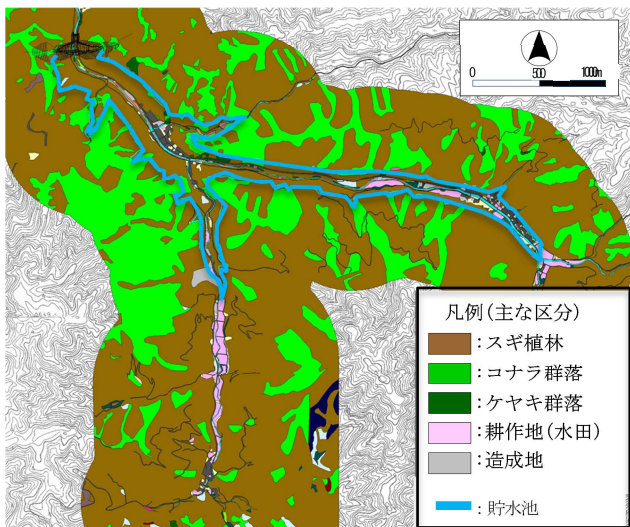 0 500 1000m
凡例(主な区分)
:スギ植林
:コナラ群落
:ケヤキ群落
:耕作地(水田)
:造成地
:貯水池